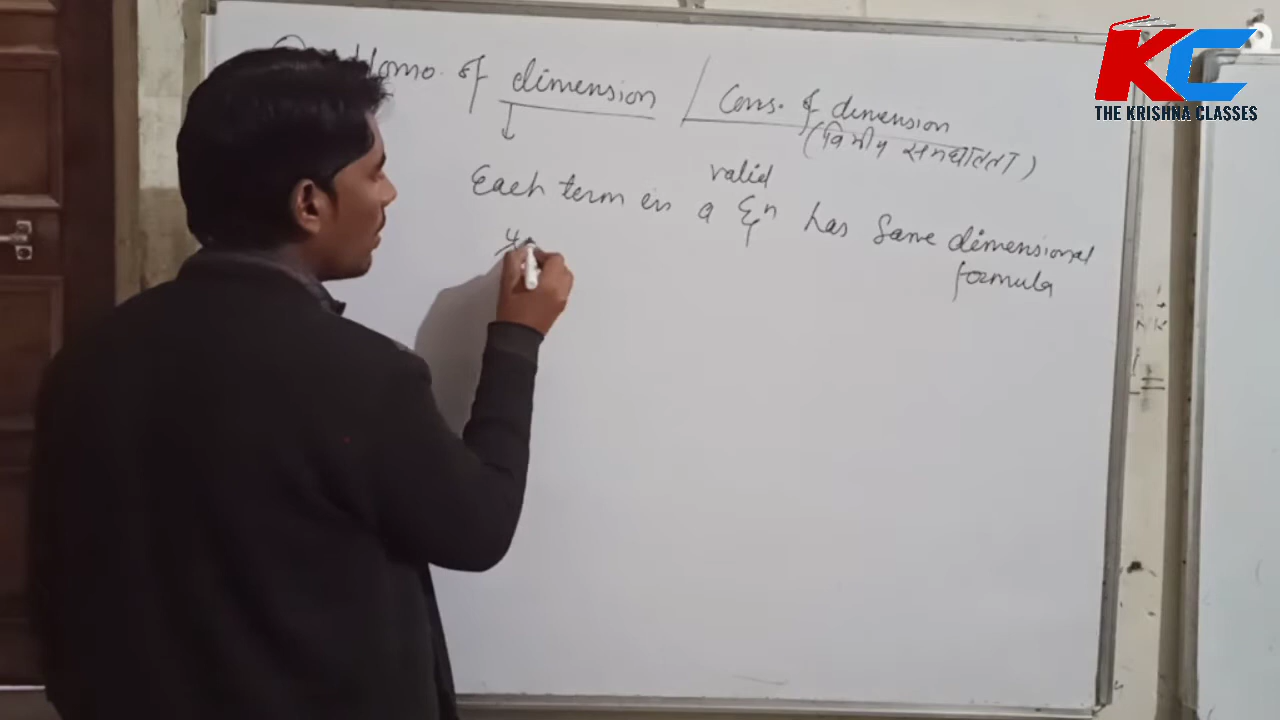 KC
THE KRISHNA CLASSES
Homo. of dimension / Cons. of dimension
(विमीय समघातता)
valid
Each term in a Eqn has Same dimensional
formula